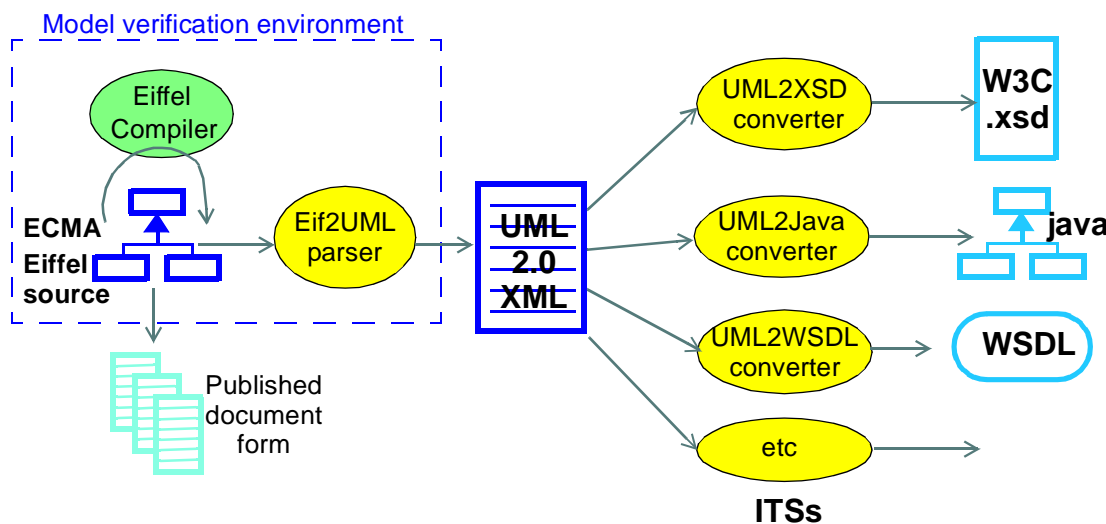 Model verification environment
Eiffel
Compiler
ECMA
Eiffel
source
Eif2UML
parser
Published
document
form
UML
2.0
XML
UML2XSD
converter
W3C
.xsd
UML2Java
converter
java
UML2WSDL
converter
WSDL
etc
ITSs